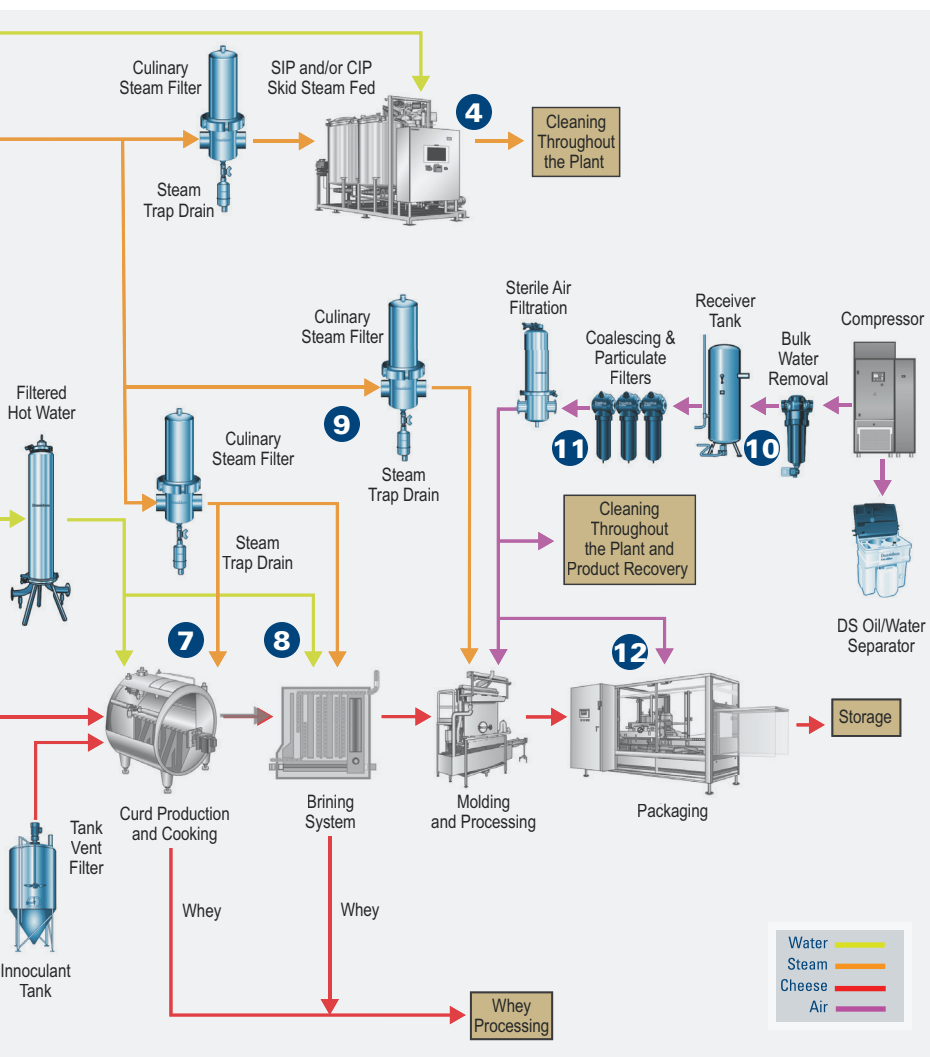 Culinary
Steam Filter
SIP and/or CIP
Skid Steam Fed
4
Cleaning
Throughout
the Plant
Steam
Trap Drain
Sterile Air
Filtration
Receiver
Tank
Compressor
Culinary
Steam Filter
Coalescing &
Particulate
Filters
Bulk
Water
Removal
Filtered
Hot Water
9
11
10
Culinary
Steam Filter
Steam
Trap Drain
Cleaning
Throughout
the Plant and
Product Recovery
Steam
Trap Drain
DS Oil/Water
Separator
7
8
12
Storage
Curd Production
and Cooking
Brining
System
Molding
and Processing
Packaging
Tank
Vent
Filter
Whey
Whey
Innoculant
Tank
Whey
Processing
Water
Steam
Cheese
Air